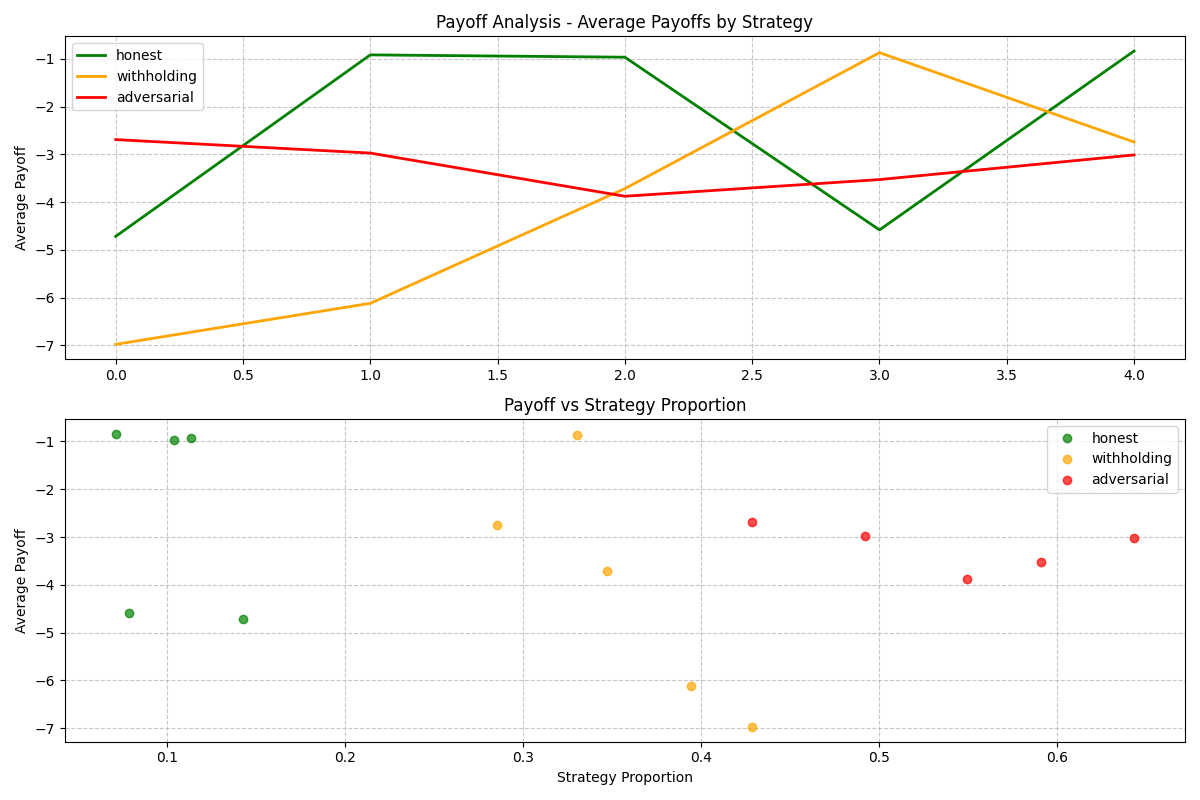 Payoff Analysis - Average Payoffs by Strategy
honest
withholding
adversarial
Average Payoff
−1
−2
−3
−4
−5
−6
−7
0.0 0.5 1.0 1.5 2.0 2.5 3.0 3.5 4.0
Payoff vs Strategy Proportion
honest
withholding
adversarial
Average Payoff
−1
−2
−3
−4
−5
−6
−7
0.1 0.2 0.3 0.4 0.5 0.6
Strategy Proportion